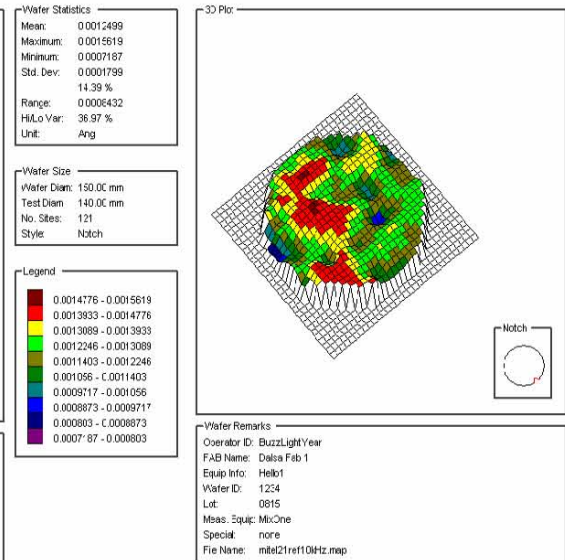 Wafer Statistics
Mean: 0.0012499
Maximum: 0.0015619
Minimum: 0.0007187
Std. Dev: 0.0001799
14.39 %
Range: 0.0008432
Hi/Lo Var: 36.97 %
Unit: Ang
Wafer Size
Wafer Diam: 150.00 mm
Test Diam 140.00 mm
No. Sites: 121
Style: Notch
Legend
0.0014776 - 0.0015619
0.0013933 - 0.0014776
0.0013089 - 0.0013933
0.0012246 - 0.0013089
0.0011403 - 0.0012246
0.001056 - 0.0011403
0.0009717 - 0.001056
0.0008873 - 0.0009717
0.000803 - 0.0008873
0.0007187 - 0.000803
3D Plot
Notch
Wafer Remarks
Operator ID: BuzzLightYear
FAB Name: Dalsa Fab 1
Equip Info: Hello1
Wafer ID: 1234
Lot: 0815
Meas. Equip: MixOne
Special: none
File Name: mitel21ref10kHz.map